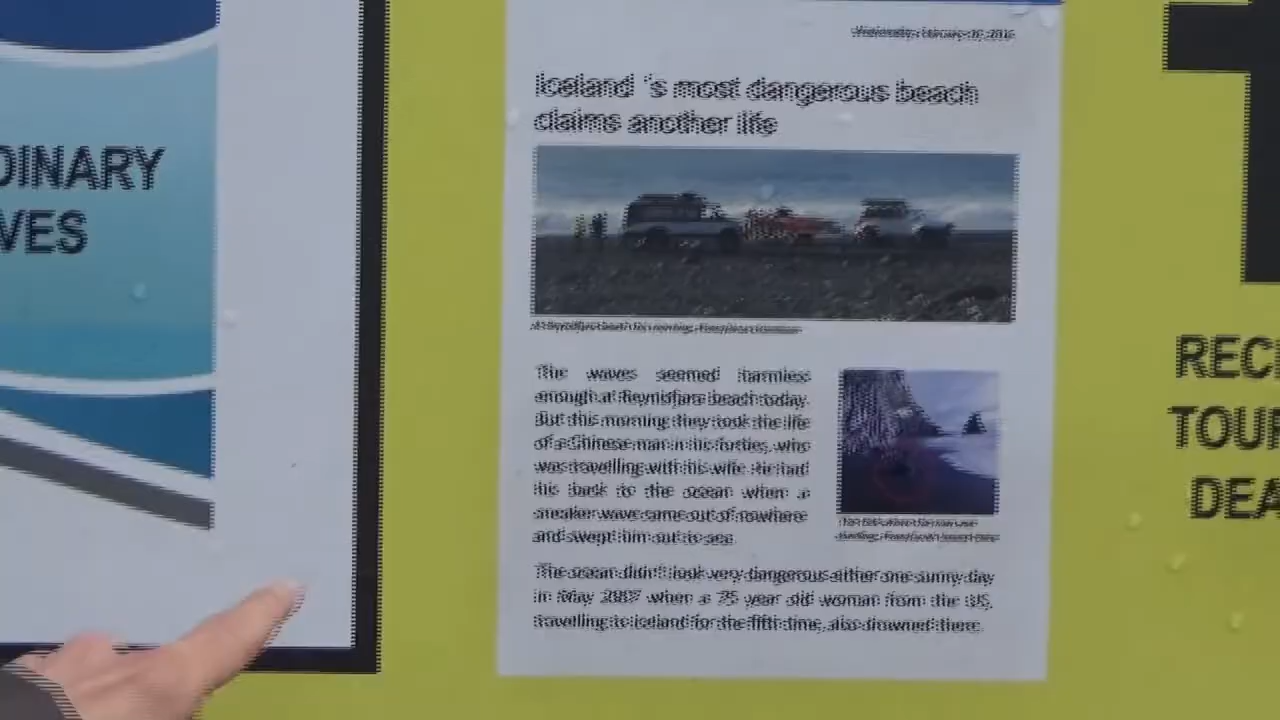 DINARY
VES
Wednesday, February 10, 2016
Iceland 's most dangerous beach
claims another life
The waves seemed harmless
enough at Reynisfjara beach today.
But this morning they took the life
of a Chinese man in his forties, who
was travelling with his wife. He had
his back to the ocean when a
sneaker wave came out of nowhere
and swept him out to sea.
The ocean didn't look very dangerous either one sunny day
in May 2007 when a 75 year old woman from the US,
travelling to Iceland for the fifth time, also drowned there.
REC
TOUR
DEA